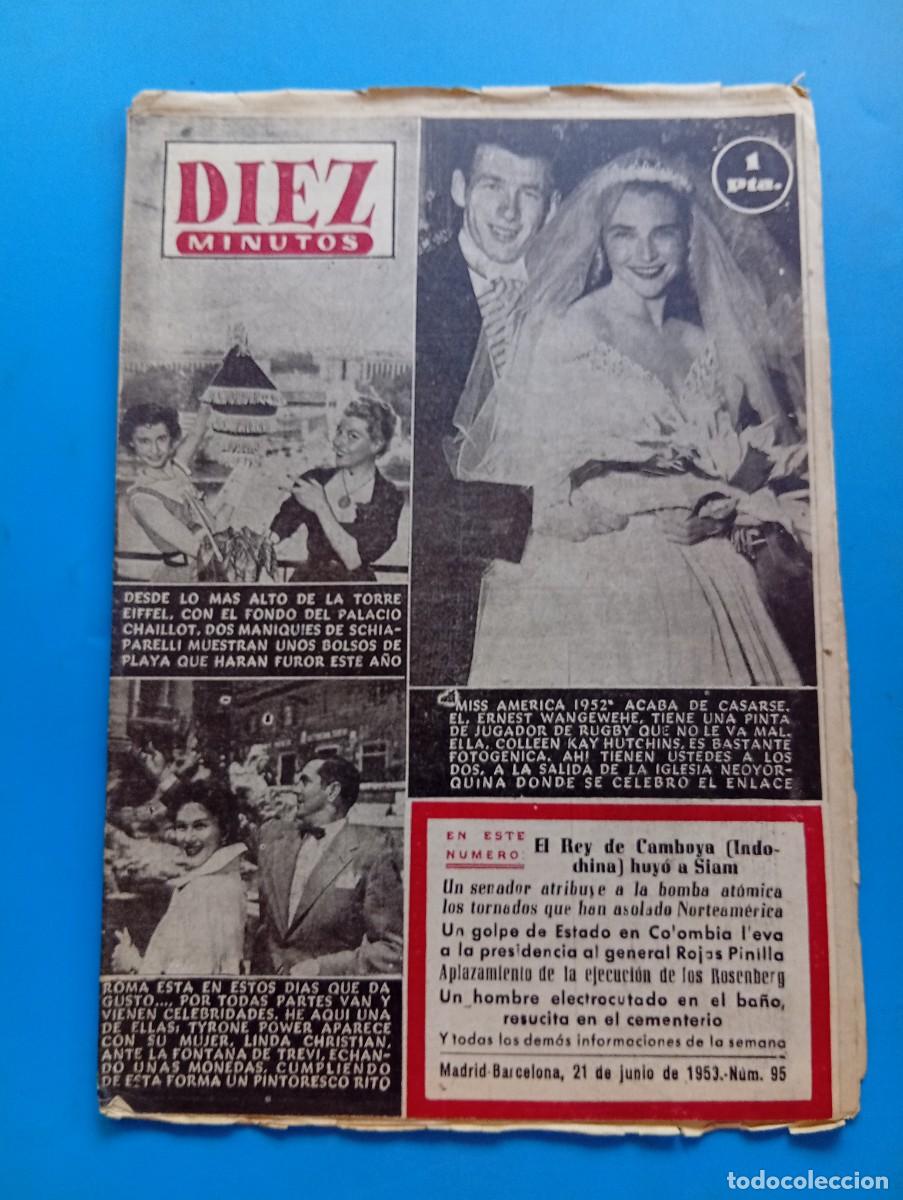 DIEZ
MINUTOS
1
Pta.
DESDE LO MAS ALTO DE LA TORRE
EIFFEL, CON EL FONDO DEL PALACIO
CHAILLOT, DOS MANIQUIES DE SCHIA-
PARELLI MUESTRAN UNOS BOLSOS DE
PLAYA QUE HARAN FUROR ESTE AÑO
"MISS AMERICA 1952" ACABA DE CASARSE.
EL, ERNEST WANGEWEHE, TIENE UNA PINTA
DE JUGADOR DE RUGBY QUE NO LE VA MAL.
ELLA, COLLEEN KAY HUTCHINS, ES BASTANTE
FOTOGENICA. AHI TIENEN USTEDES A LOS
DOS, A LA SALIDA DE LA IGLESIA NEOYOR-
QUINA DONDE SE CELEBRO EL ENLACE
ROMA ESTA EN ESTOS DIAS QUE DA
GUSTO..., POR TODAS PARTES VAN Y
VIENEN CELEBRIDADES. HE AQUI UNA
DE ELLAS: TYRONE POWER APARECE
CON SU MUJER, LINDA CHRISTIAN,
ANTE LA FONTANA DE TREVI, ECHAN-
DO UNAS MONEDAS, CUMPLIENDO
DE ESTA FORMA UN PINTORESCO RITO
EN ESTE
NUMERO:
El Rey de Camboya (Indo-
china) huyó a Siam
Un senador atribuye a la bomba atómica
los tornados que han asolado Norteamérica
Un golpe de Estado en Co'ombia l'eva
a la presidencia al general Rojas Pinilla
Aplazamiento de la ejecución de los Rosenberg
Un hombre electrocutado en el baño,
resucita en el cementerio
Y todas las demás informaciones de la semana
Madrid-Barcelona, 21 de junio de 1953.-Núm. 95
todocoleccion